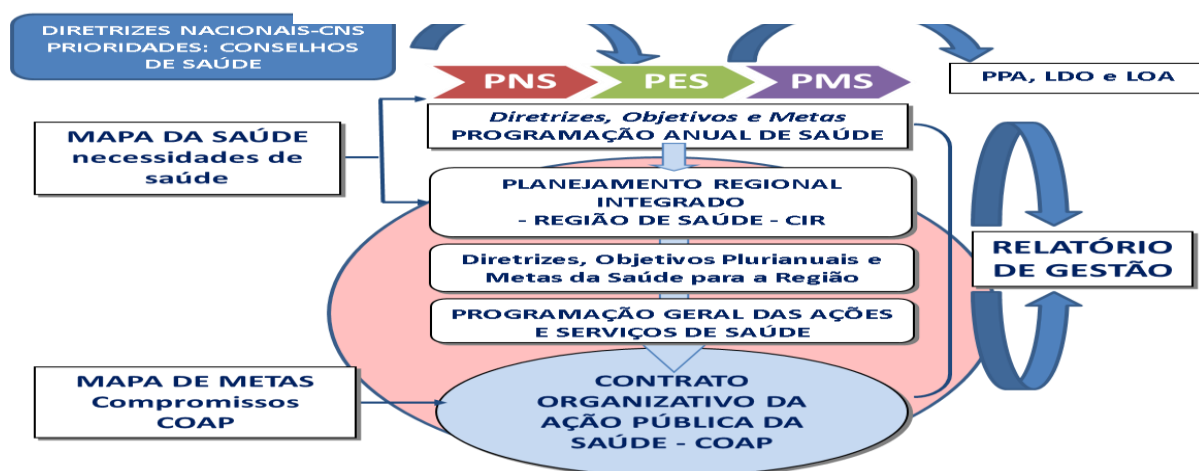 DIRETRIZES NACIONAIS-CNS
PRIORIDADES: CONSELHOS
DE SAÚDE
PNS
PES
PMS
PPA, LDO e LOA
Diretrizes, Objetivos e Metas
PROGRAMAÇÃO ANUAL DE SAÚDE
MAPA DA SAÚDE
necessidades de
saúde
PLANEJAMENTO REGIONAL
INTEGRADO
- REGIÃO DE SAÚDE - CIR
Diretrizes, Objetivos Plurianuais e
Metas da Saúde para a Região
RELATÓRIO
DE GESTÃO
PROGRAMAÇÃO GERAL DAS AÇÕES
E SERVIÇOS DE SAÚDE
MAPA DE METAS
Compromissos
COAP
CONTRATO
ORGANIZATIVO DA
AÇÃO PÚBLICA DA
SAÚDE - COAP